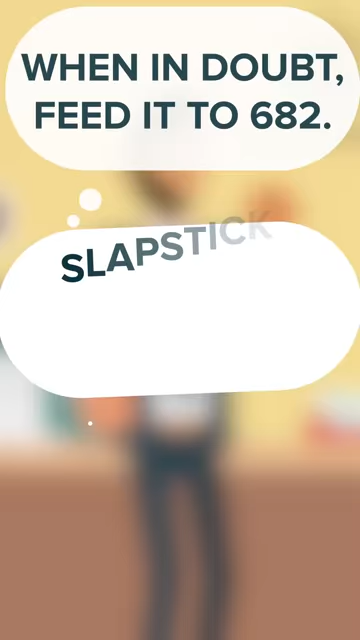 WHEN IN DOUBT,
FEED IT TO 682.
SLAPSTICK